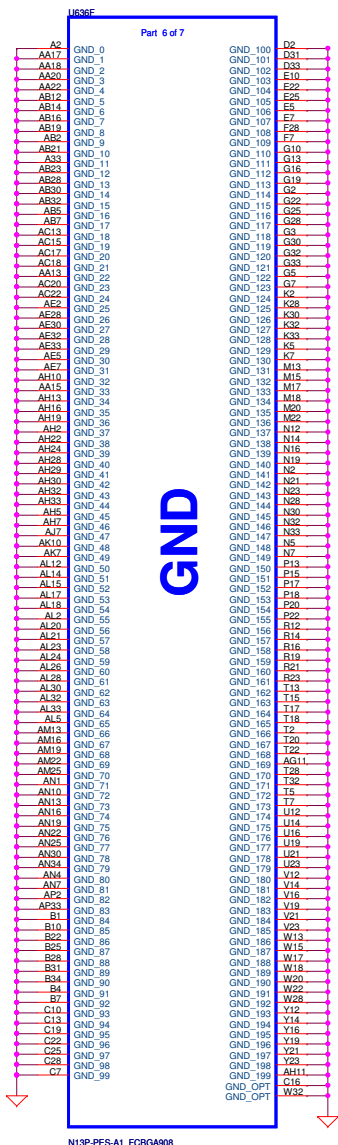 U636F
Part 6 of 7
A2 GND_0 GND_100 D2
AA17 GND_1 GND_101 D31
AA18 GND_2 GND_102 D33
AA20 GND_3 GND_103 E10
AA22 GND_4 GND_104 E22
AB12 GND_5 GND_105 E25
AB14 GND_6 GND_106 E5
AB16 GND_7 GND_107 E7
AB19 GND_8 GND_108 F28
AB2 GND_9 GND_109 F7
AB21 GND_10 GND_110 G10
A33 GND_11 GND_111 G13
AB23 GND_12 GND_112 G16
AB28 GND_13 GND_113 G19
AB30 GND_14 GND_114 G2
AB32 GND_15 GND_115 G22
AB5 GND_16 GND_116 G25
AB7 GND_17 GND_117 G28
AC13 GND_18 GND_118 G3
AC15 GND_19 GND_119 G30
AC17 GND_20 GND_120 G32
AC18 GND_21 GND_121 G33
AA13 GND_22 GND_122 G5
AC20 GND_23 GND_123 G7
AC22 GND_24 GND_124 K2
AE2 GND_25 GND_125 K28
AE28 GND_26 GND_126 K30
AE30 GND_27 GND_127 K32
AE32 GND_28 GND_128 K33
AE33 GND_29 GND_129 K5
AE5 GND_30 GND_130 K7
AE7 GND_31 GND_131 M13
AH10 GND_32 GND_132 M15
AA15 GND_33 GND_133 M17
AH13 GND_34 GND_134 M18
AH16 GND_35 GND_135 M20
AH19 GND_36 GND_136 M22
AH2 GND_37 GND_137 N12
AH22 GND_38 GND_138 N14
AH24 GND_39 GND_139 N16
AH28 GND_40 GND_140 N19
AH29 GND_41 GND_141 N2
AH30 GND_42 GND_142 N21
AH32 GND_43 GND_143 N23
AH33 GND_44 GND_144 N28
AH5 GND_45 GND_145 N30
AH7 GND_46 GND_146 N32
AJ7 GND_47 GND_147 N33
AK10 GND_48 GND_148 N5
AK7 GND_49 GND_149 N7
AL12 GND_50 GND_150 P13
AL14 GND_51 GND_151 P15
AL15 GND_52 GND_152 P17
AL17 GND_53 GND_153 P18
AL18 GND_54 GND_154 P20
AL2 GND_55 GND_155 P22
AL20 GND_56 GND_156 R12
AL21 GND_57 GND_157 R14
AL23 GND_58 GND_158 R16
AL24 GND_59 GND_159 R19
AL26 GND_60 GND_160 R21
AL28 GND_61 GND_161 R23
AL30 GND_62 GND_162 T13
AL32 GND_63 GND_163 T15
AL33 GND_64 GND_164 T17
AL5 GND_65 GND_165 T18
AM13 GND_66 GND_166 T2
AM16 GND_67 GND_167 T20
AM19 GND_68 GND_168 T22
AM22 GND_69 GND_169 AG11
AM25 GND_70 GND_170 T28
AN1 GND_71 GND_171 T32
AN10 GND_72 GND_172 T5
AN13 GND_73 GND_173 T7
AN16 GND_74 GND_174 U12
AN19 GND_75 GND_175 U14
AN22 GND_76 GND_176 U16
AN25 GND_77 GND_177 U19
AN30 GND_78 GND_178 U21
AN34 GND_79 GND_179 U23
AN4 GND_80 GND_180 V12
AN7 GND_81 GND_181 V14
AP2 GND_82 GND_182 V16
AP33 GND_83 GND_183 V19
B1 GND_84 GND_184 V21
B10 GND_85 GND_185 V23
B22 GND_86 GND_186 W13
B25 GND_87 GND_187 W15
B28 GND_88 GND_188 W17
B31 GND_89 GND_189 W18
B34 GND_90 GND_190 W20
B4 GND_91 GND_191 W22
B7 GND_92 GND_192 W28
C10 GND_93 GND_193 Y12
C13 GND_94 GND_194 Y14
C19 GND_95 GND_195 Y16
C22 GND_96 GND_196 Y19
C25 GND_97 GND_197 Y21
C28 GND_98 GND_198 Y23
C7 GND_99 GND_199 AH11
GND_OPT C16
GND_OPT W32
GND
N13P-PES-A1_FCBGA908